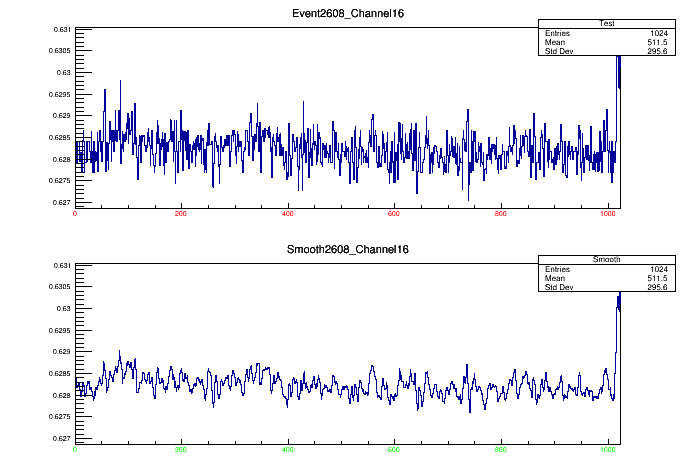 Event2608_Channel16
Test
Entries 1024
Mean 511.5
Std Dev 295.6
0.631
0.6305
0.63
0.6295
0.629
0.6285
0.628
0.6275
0.627
0 200 400 600 800 1000
Smooth2608_Channel16
Smooth
Entries 1024
Mean 511.5
Std Dev 295.6
0.631
0.6305
0.63
0.6295
0.629
0.6285
0.628
0.6275
0.627
0 200 400 600 800 1000